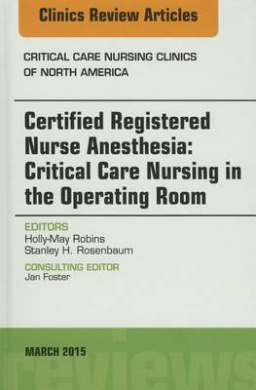 Clinics Review Articles
CRITICAL CARE NURSING CLINICS
OF NORTH AMERICA
Certified Registered
Nurse Anesthesia:
Critical Care Nursing in
the Operating Room
EDITORS
Holly-May Robins
Stanley H. Rosenbaum
CONSULTING EDITOR
Jan Foster
MARCH 2015
reviews